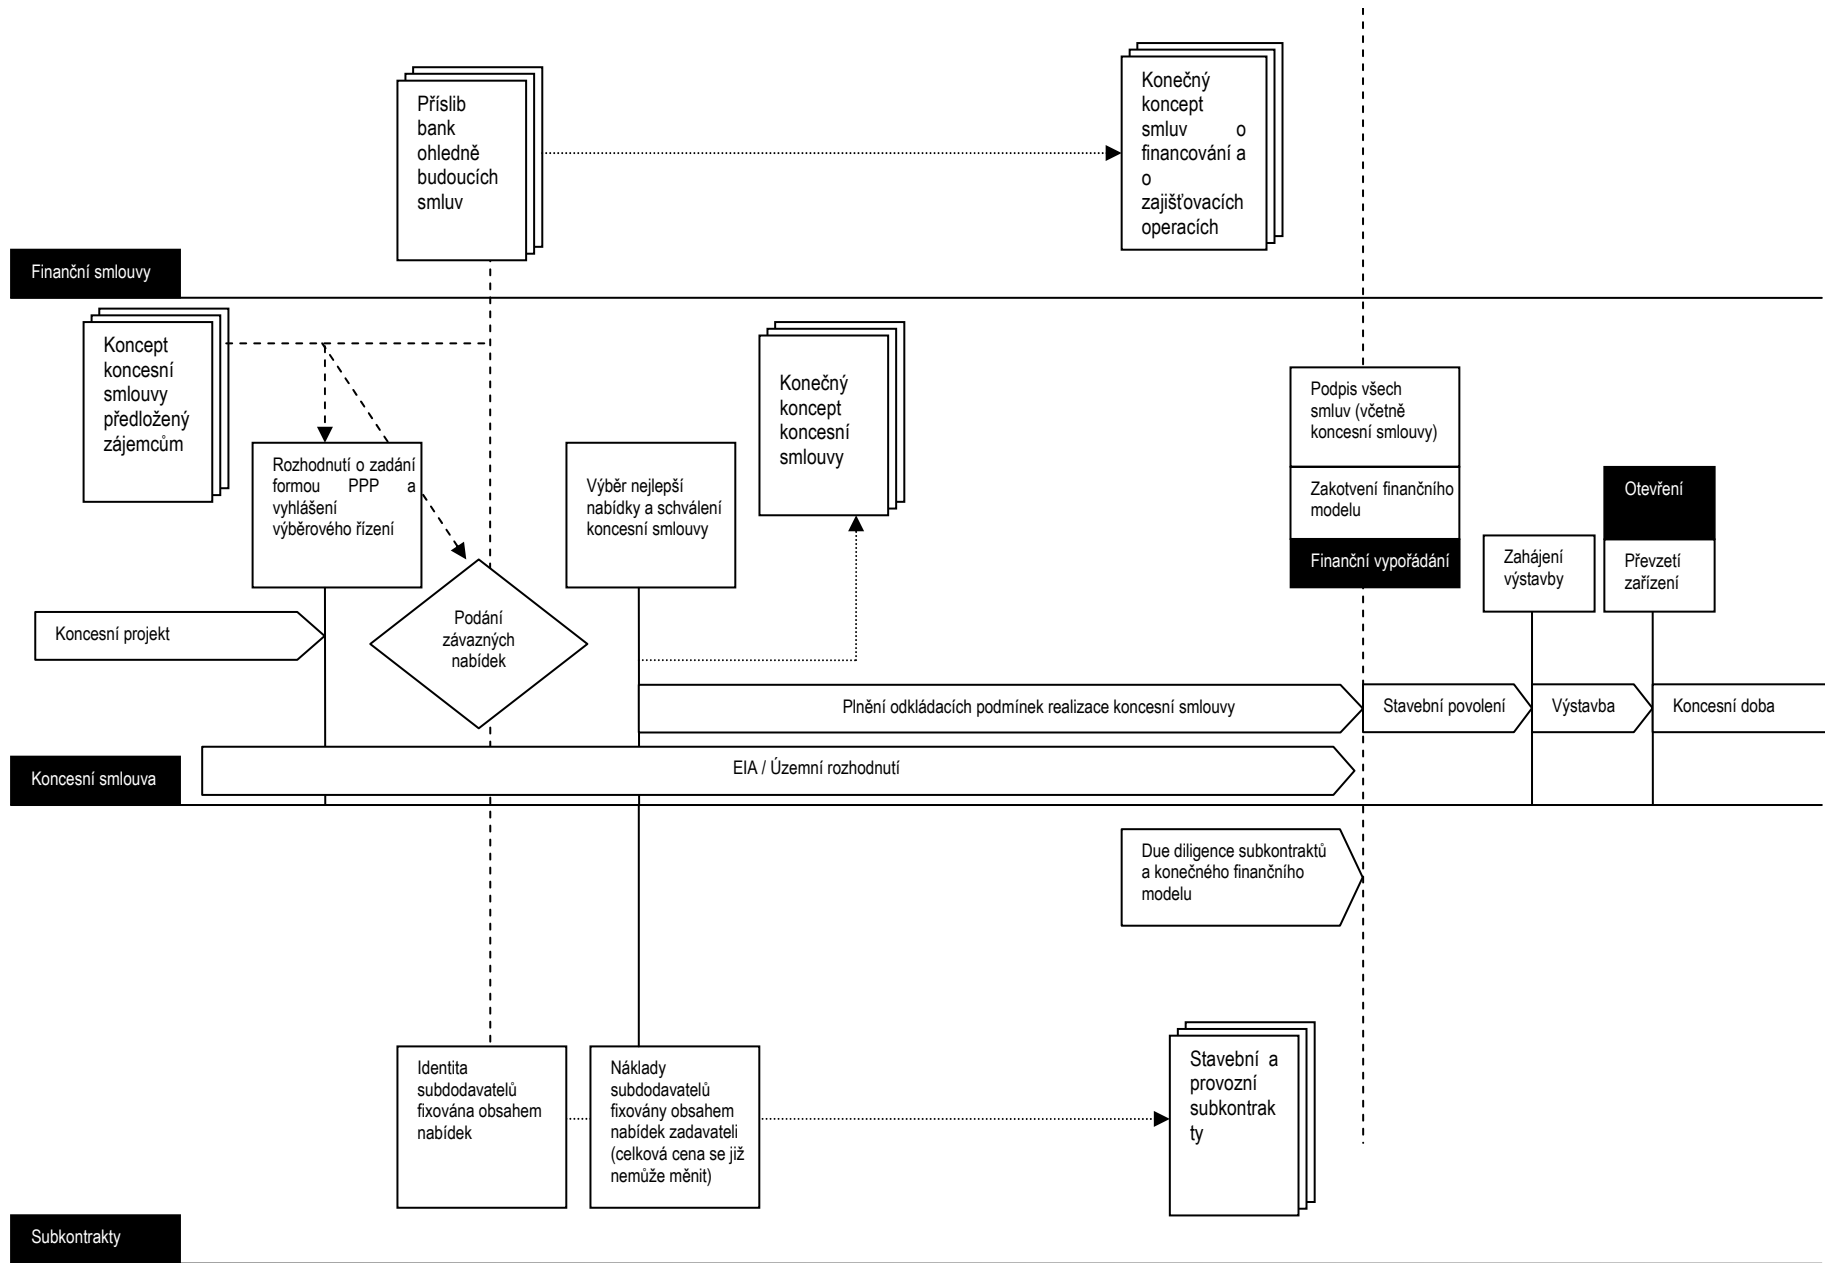 Příslib
bank
ohledně
budoucích
smluv
Konečný
koncept
smluv o
financování a
o
zajišťovacích
operacích
Finanční smlouvy
Koncept
koncesní
smlouvy
předložený
zájemcům
Rozhodnutí o zadání
formou PPP a
vyhlášení
výběrového řízení
Výběr nejlepší
nabídky a schválení
koncesní smlouvy
Konečný
koncept
koncesní
smlouvy
Podpis všech
smluv (včetně
koncesní smlouvy)
Zakotvení finančního
modelu
Finanční vypořádání
Otevření
Zahájení
výstavby
Převzetí
zařízení
Koncesní projekt
Podání
závazných
nabídek
Plnění odkládacích podmínek realizace koncesní smlouvy
Stavební povolení
Výstavba
Koncesní doba
EIA / Územní rozhodnutí
Koncesní smlouva
Due diligence subkontraktů
a konečného finančního
modelu
Identita
subdodavatelů
fixována obsahem
nabídek
Náklady
subdodavatelů
fixovány obsahem
nabídek zadavateli
(celková cena se již
nemůže měnit)
Stavební a
provozní
subkontrak
ty
Subkontrakty